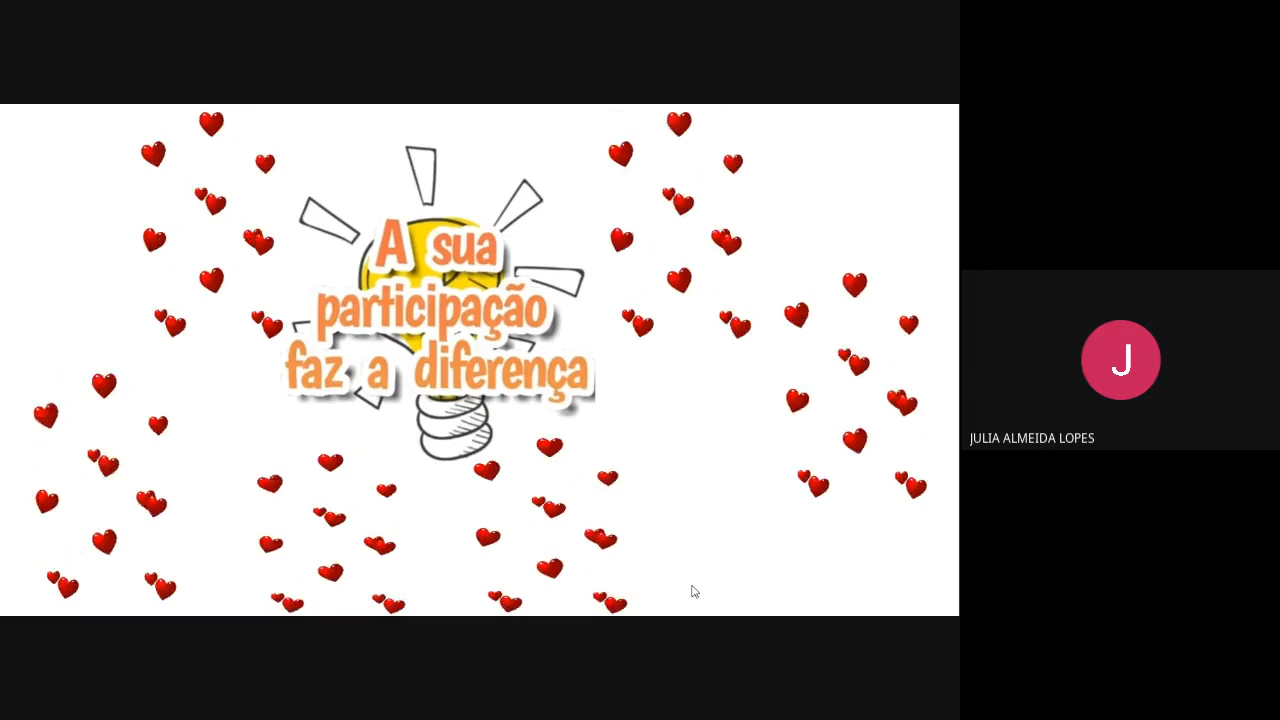 A sua
participação
faz a diferença
J
JULIA ALMEIDA LOPES